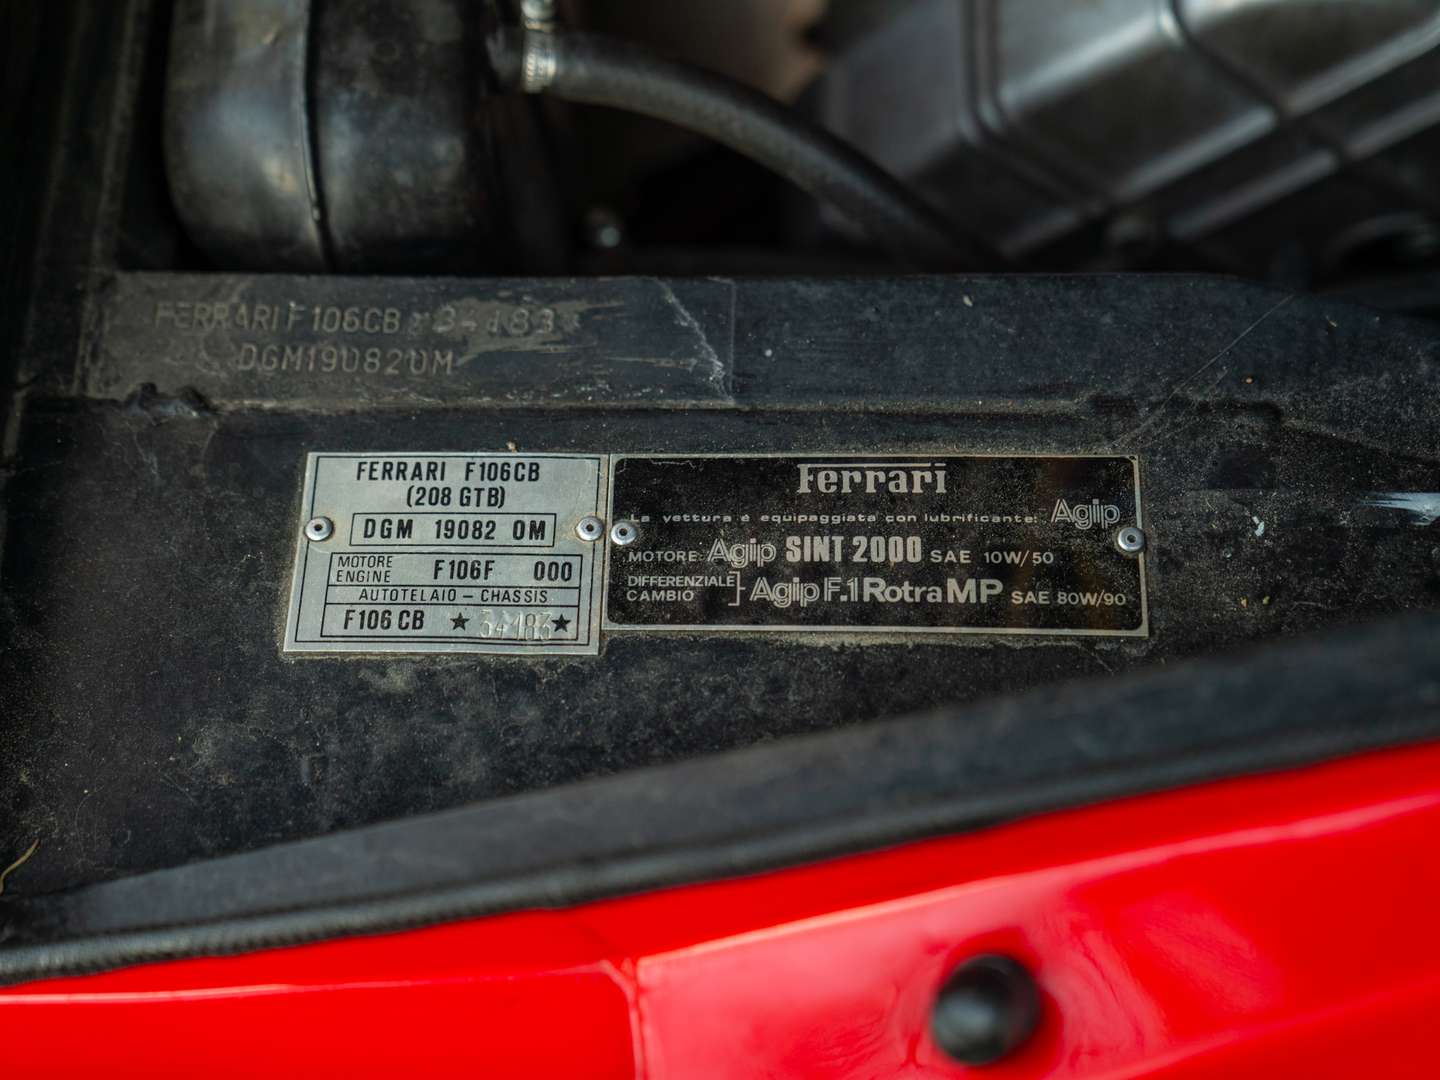 FERRARI F106CB 34183
DGM190820M
FERRARI F106CB
(208 GTB)
DGM 19082 OM
MOTORE
ENGINE F106F 000
AUTOTELAIO – CHASSIS
F106 CB ★ 34183 ★
Ferrari
La vettura è equipaggiata con lubrificante: Agip
MOTORE: Agip SINT 2000 SAE 10W/50
DIFFERENZIALE
CAMBIO ] Agip F.1 Rotra MP SAE 80W/90